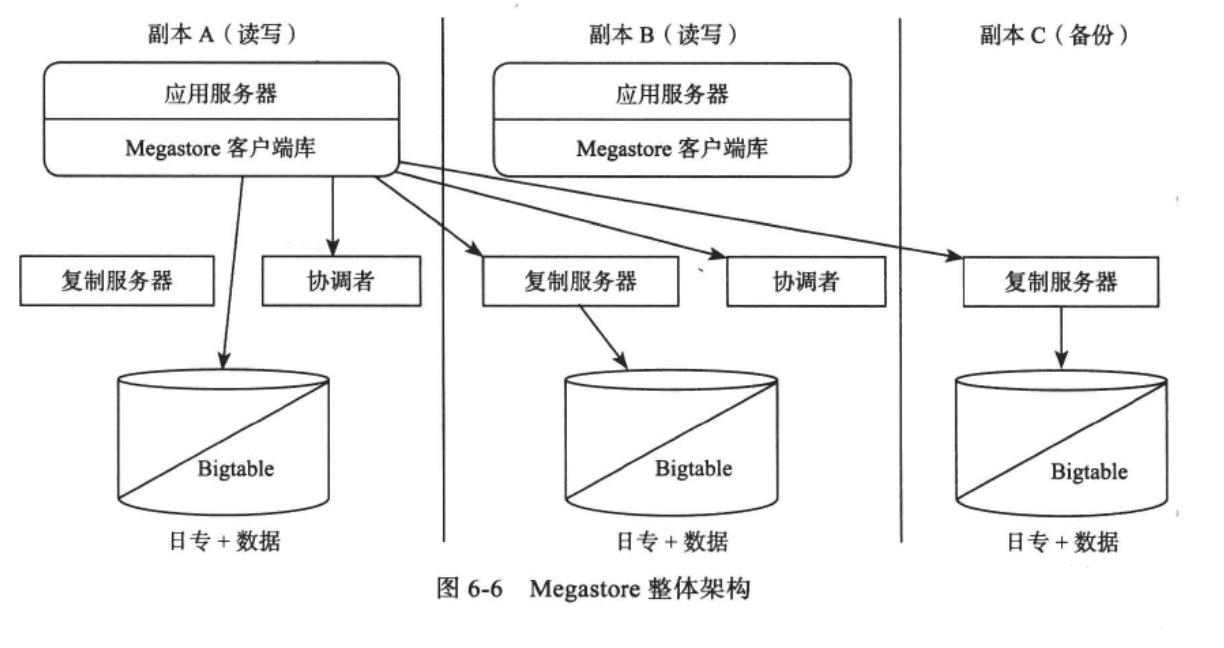 副本 A（读写）
副本 B（读写）
副本 C（备份）
应用服务器
Megastore 客户端库
应用服务器
Megastore 客户端库
复制服务器
协调者
复制服务器
协调者
复制服务器
Bigtable
Bigtable
Bigtable
日专 + 数据
日专 + 数据
日专 + 数据
图 6-6 Megastore 整体架构